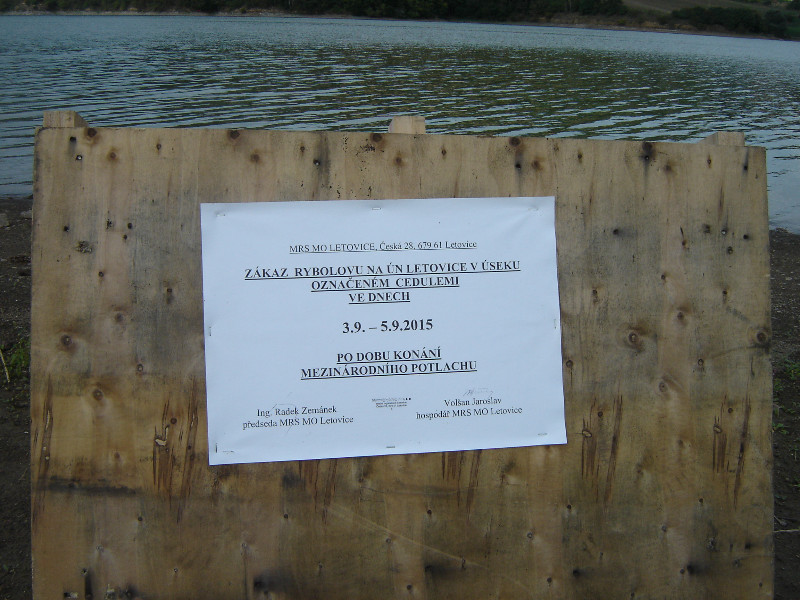 MRS MO LETOVICE, Česká 28, 679 61 Letovice
ZÁKAZ RYBOLOVU NA ÚN LETOVICE V ÚSEKU
OZNAČENÉM CEDULEMI
VE DNECH
3.9. – 5.9.2015
PO DOBU KONÁNÍ
MEZINÁRODNÍHO POTLACHU
Ing. Radek Zemánek
předseda MRS MO Letovice
Volšan Jaroslav
hospodář MRS MO Letovice